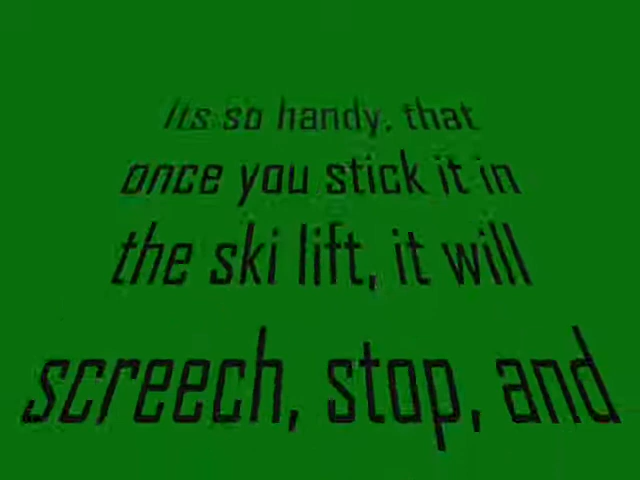 Its so handy, that
once you stick it in
the ski lift, it will
screech, stop, and